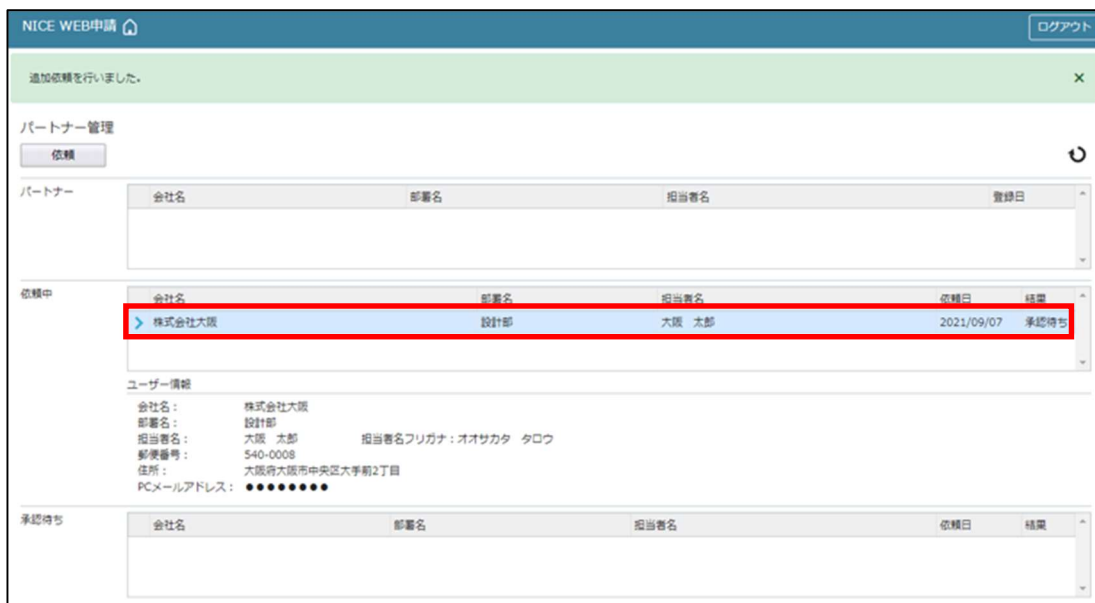 NICE WEB申請 ログアウト
追加依頼を行いました。 ×
パートナー管理
依頼
パートナー
会社名 部署名 担当者名 登録日
依頼中
会社名 部署名 担当者名 依頼日 結果
株式会社大阪 設計部 大阪 太郎 2021/09/07 承認待ち
ユーザー情報
会社名： 株式会社大阪
部署名： 設計部
担当者名： 大阪 太郎 担当者名フリガナ：オオサカタ タロウ
郵便番号： 540-0008
住所： 大阪府大阪市中央区大手前2丁目
PCメールアドレス： ●●●●●●●●
承認待ち
会社名 部署名 担当者名 依頼日 結果